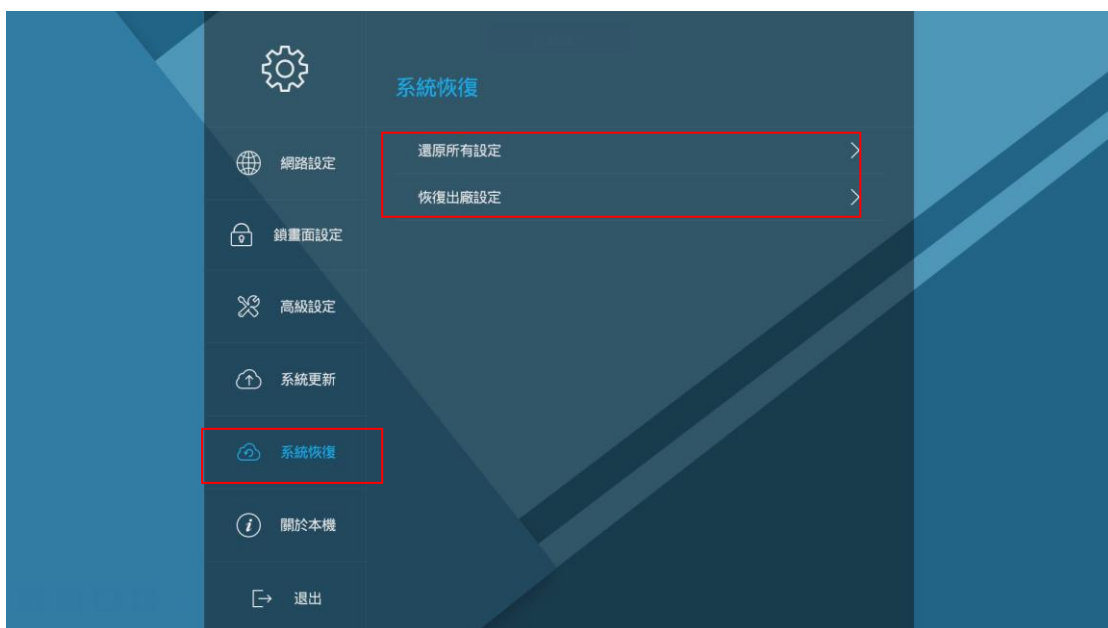 系統恢復
還原所有設定
恢復出廠設定
網路設定
鎖畫面設定
高級設定
系統更新
系統恢復
關於本機
退出